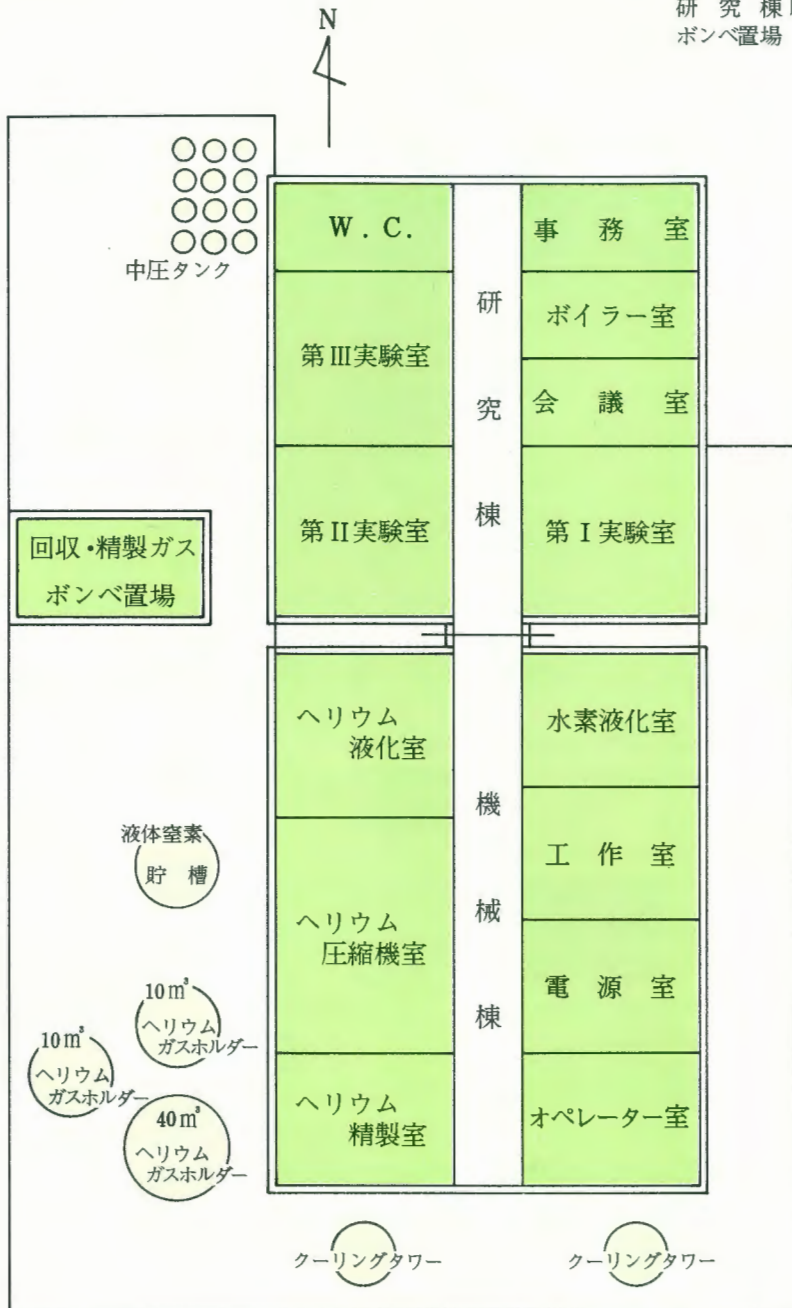 研 究 棟
ボンベ置場
N
中圧タンク
W.C.
事 務 室
ボイラー室
第III実験室
会 議 室
研究棟
第II実験室
第I実験室
回収・精製ガス
ボンベ置場
ヘリウム
液化室
水素液化室
機械棟
液体窒素
貯 槽
工 作 室
ヘリウム
圧縮機室
電 源 室
10m³
ヘリウム
ガスホルダー
10m³
ヘリウム
ガスホルダー
40m³
ヘリウム
ガスホルダー
ヘリウム
精製室
オペレーター室
クーリングタワー
クーリングタワー